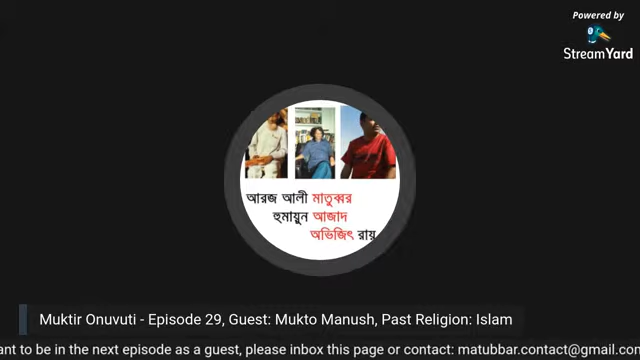 Powered by
StreamYard
আরজ আলী মাতুব্বর
হুমায়ুন আজাদ
অভিজিৎ রায়
Muktir Onuvuti - Episode 29, Guest: Mukto Manush, Past Religion: Islam
ant to be in the next episode as a guest, please inbox this page or contact: matubbar.contact@gmail.con